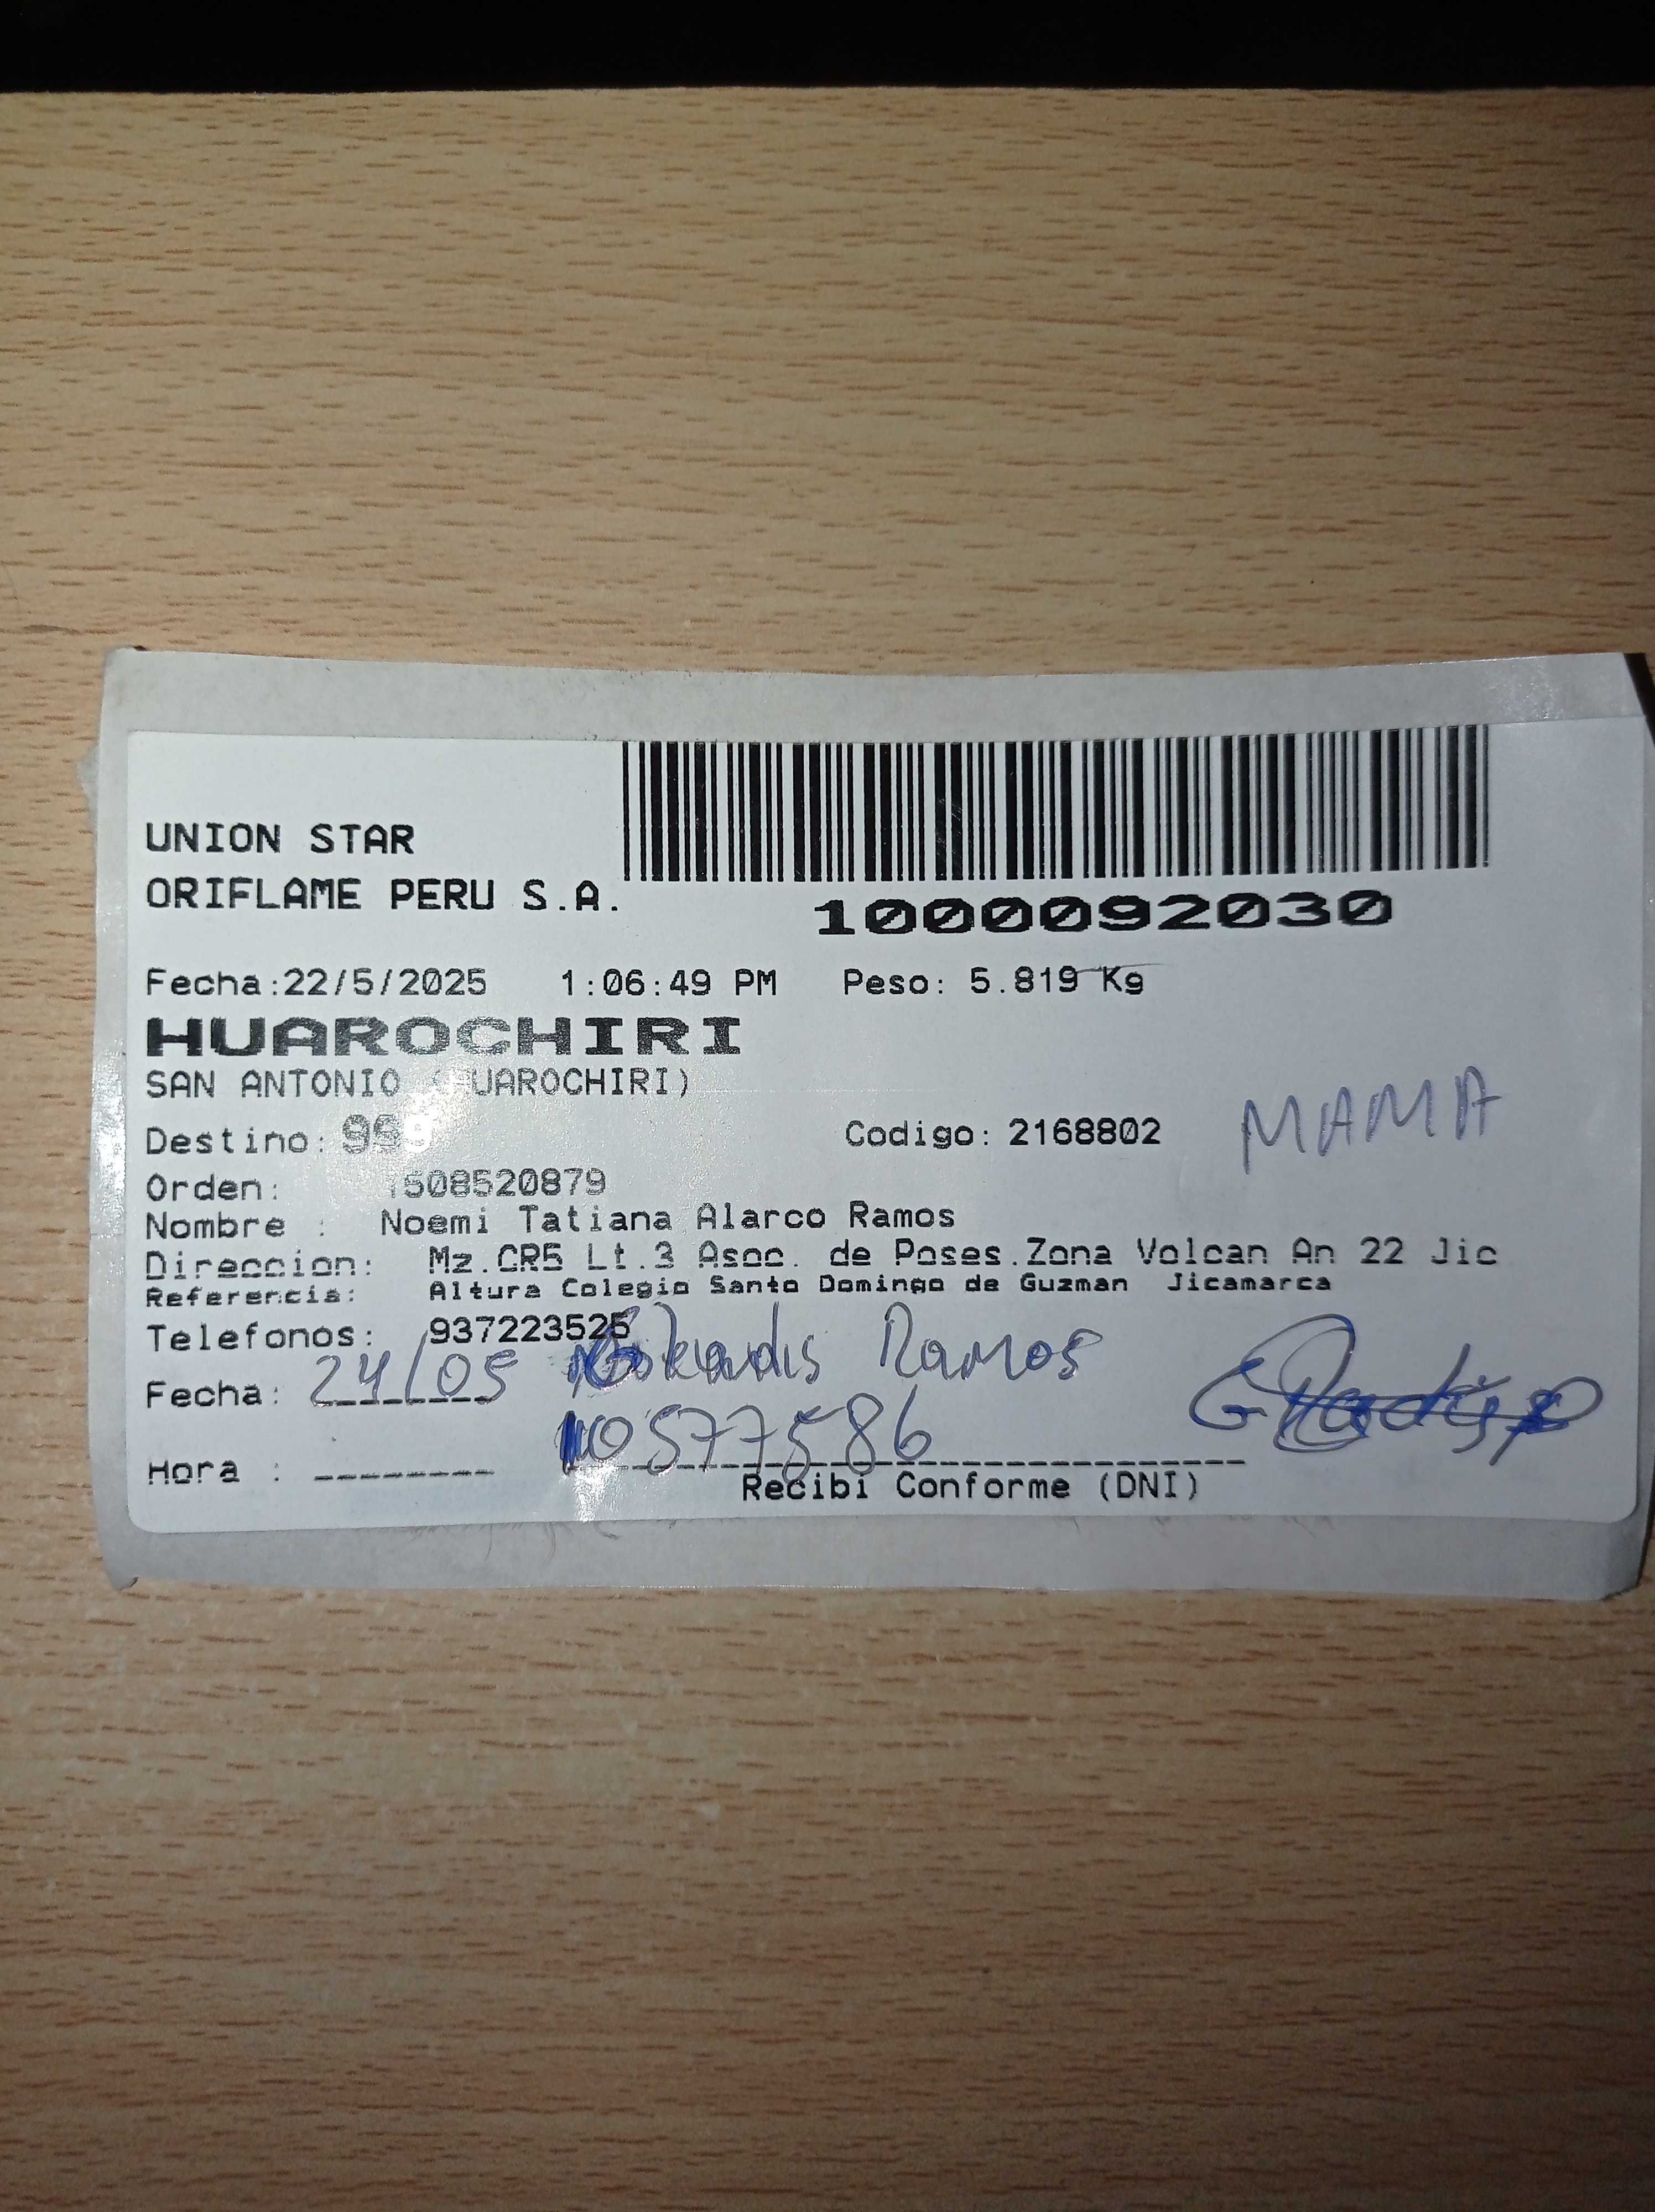 UNION STAR
ORIFLAME PERU S.A.
1000092030
Fecha:22/5/2025 1:06:49 PM Peso: 5.819 Kg
HUAROCHIRI
SAN ANTONIO (HUAROCHIRI)
MAMA
Destino: Codigo: 2168802
Orden: 1508520879
Nombre : Noemi Tatiana Alarco Ramos
Direccion: Mz.CR5 Lt.3 Asoc. de Poses.Zona Volcan An 22 Jic
Referencia: Altura Colegio Santo Domingo de Guzman Jicamarca
Telefonos: 937223525
Fecha: 24/05 Ramos
10577586
Hora : Recibi Conforme (DNI)